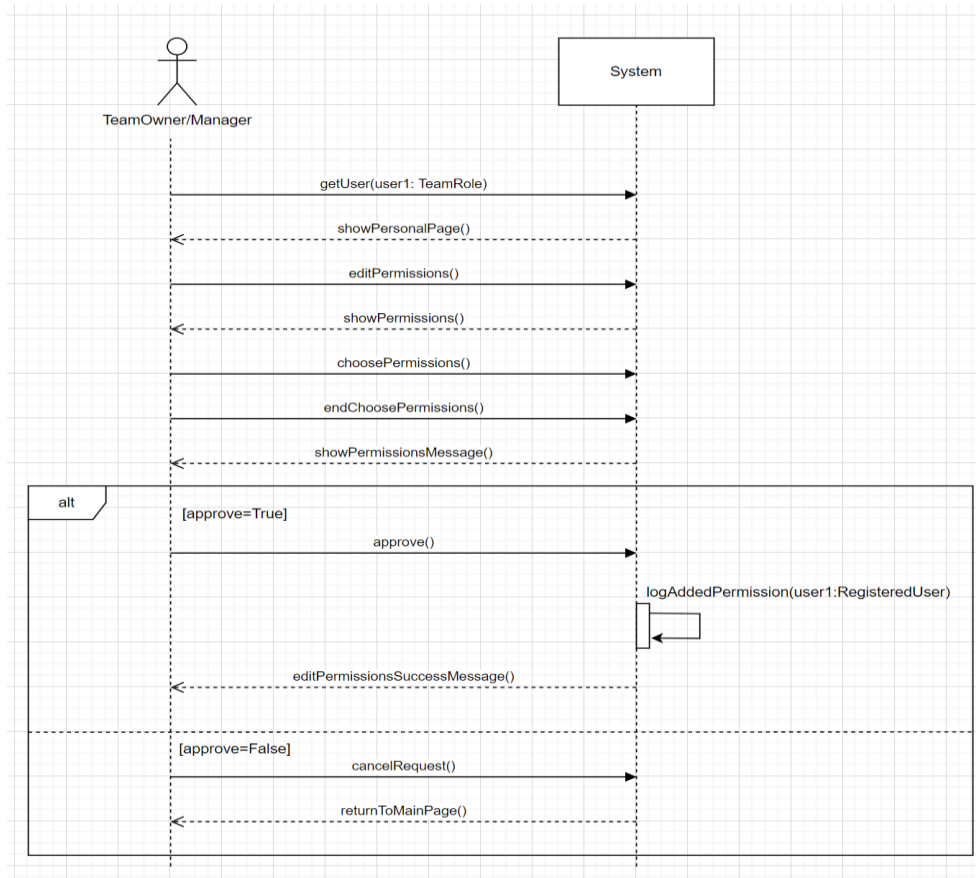 System
TeamOwner/Manager
getUser(user1: TeamRole)
showPersonalPage()
editPermissions()
showPermissions()
choosePermissions()
endChoosePermissions()
showPermissionsMessage()
alt
[approve=True]
approve()
logAddedPermission(user1:RegisteredUser)
editPermissionsSuccessMessage()
[approve=False]
cancelRequest()
returnToMainPage()